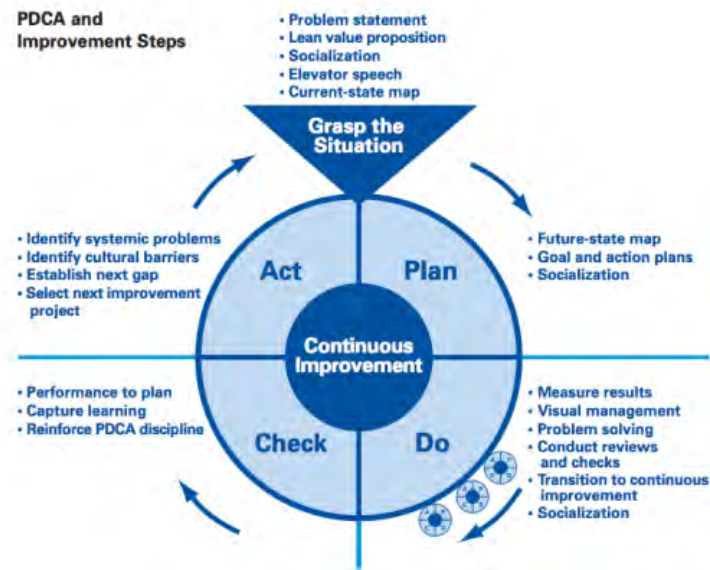 PDCA and
Improvement Steps
• Problem statement
• Lean value proposition
• Socialization
• Elevator speech
• Current-state map
Grasp the
Situation
• Identify systemic problems
• Identify cultural barriers
• Establish next gap
• Select next improvement
project
Act
Plan
• Future-state map
• Goal and action plans
• Socialization
Continuous
Improvement
• Performance to plan
• Capture learning
• Reinforce PDCA discipline
Check
Do
• Measure results
• Visual management
• Problem solving
• Conduct reviews
and checks
• Transition to continuous
improvement
• Socialization